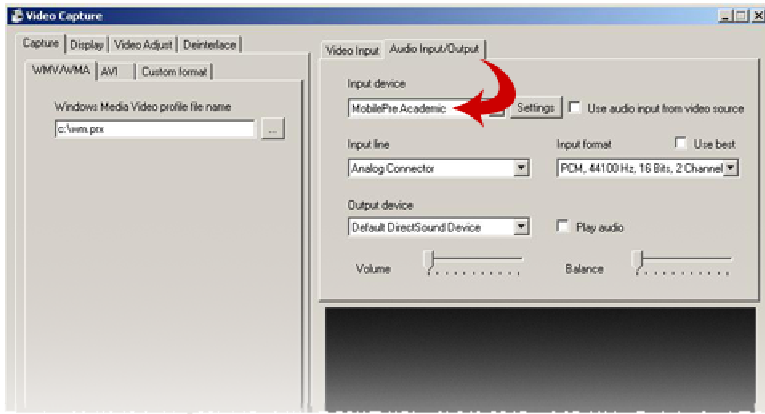 Video Capture
Capture Display Video Adjust Deinterlace
WMV/WMA AVI Custom format
Windows Media Video profile file name
c:\wm.prx ...
Video Input Audio Input/Output
Input device
MobilePre Academic Settings Use audio input from video source
Input line Input format Use best
Analog Connector PCM, 44100 Hz, 16 Bits, 2 Channel
Output device
Default DirectSound Device Play audio
Volume Balance